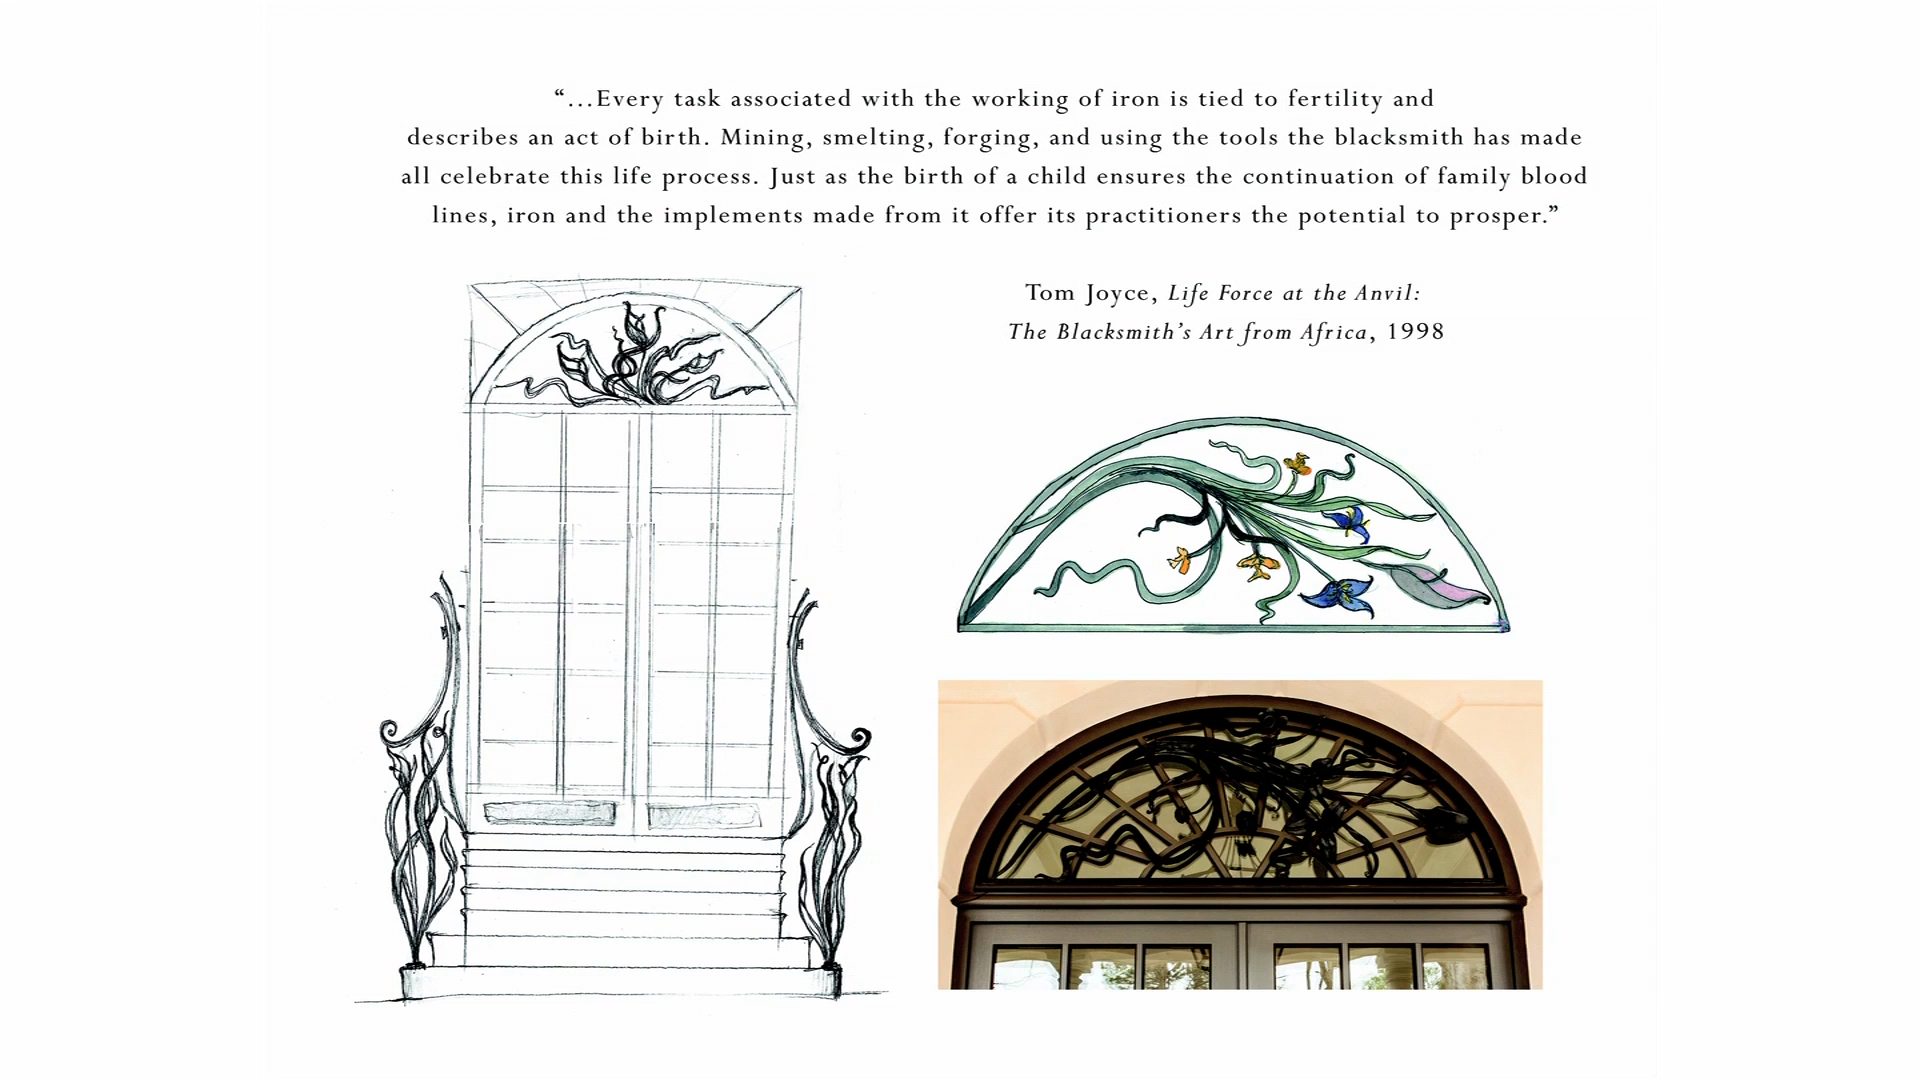 “…Every task associated with the working of iron is tied to fertility and
describes an act of birth. Mining, smelting, forging, and using the tools the blacksmith has made
all celebrate this life process. Just as the birth of a child ensures the continuation of family blood
lines, iron and the implements made from it offer its practitioners the potential to prosper.”
Tom Joyce, Life Force at the Anvil:
The Blacksmith’s Art from Africa, 1998